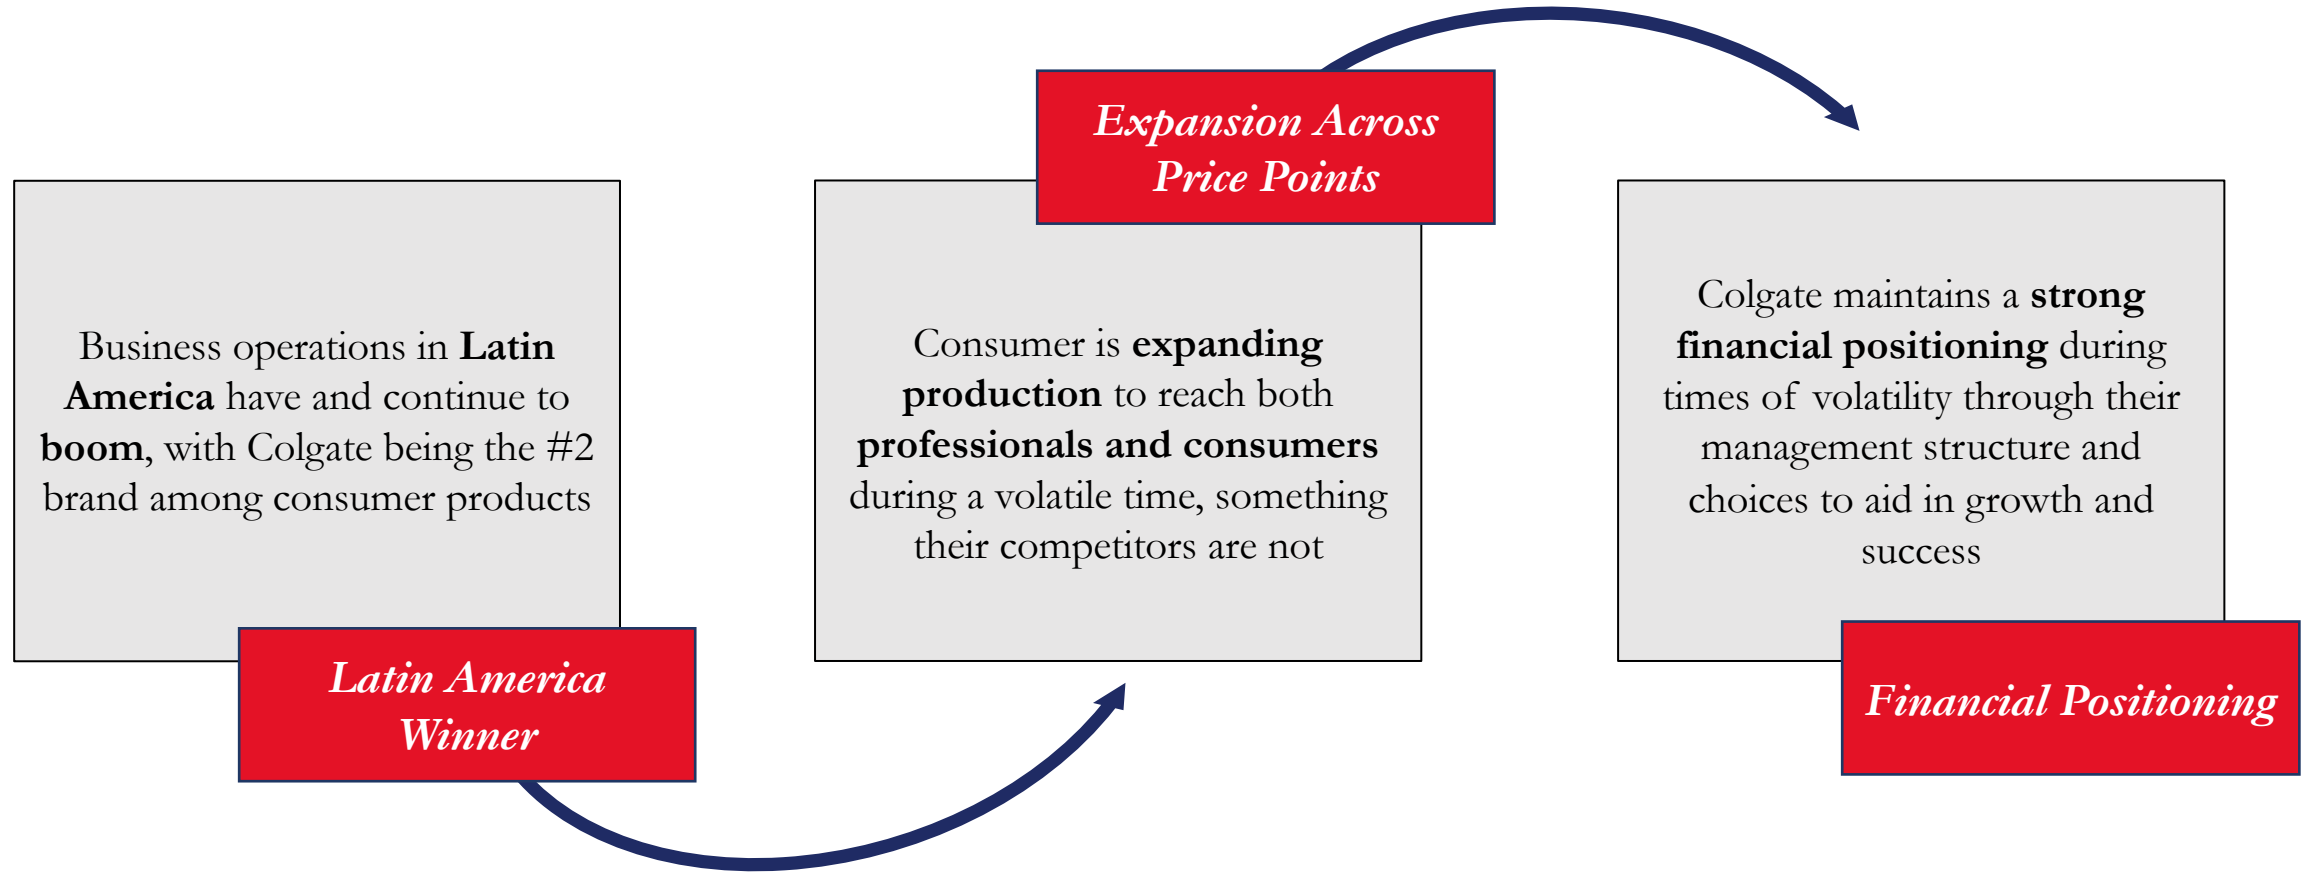 Business operations in Latin
America have and continue to
boom, with Colgate being the #2
brand among consumer products
Latin America
Winner
Expansion Across
Price Points
Consumer is expanding
production to reach both
professionals and consumers
during a volatile time, something
their competitors are not
Colgate maintains a strong
financial positioning during
times of volatility through their
management structure and
choices to aid in growth and
success
Financial Positioning